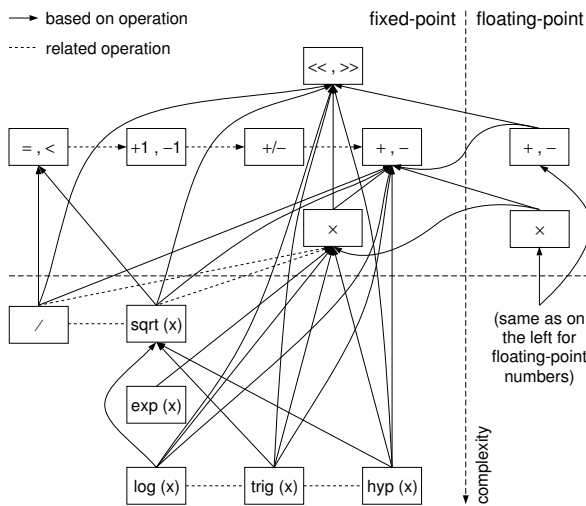 based on operation
related operation
fixed-point
floating-point
<< , >>
= , <
+1 , −1
+/−
+ , -
+ , -
×
×
/
sqrt (x)
(same as on
the left for
floating-point
numbers)
exp (x)
log (x)
trig (x)
hyp (x)
complexity